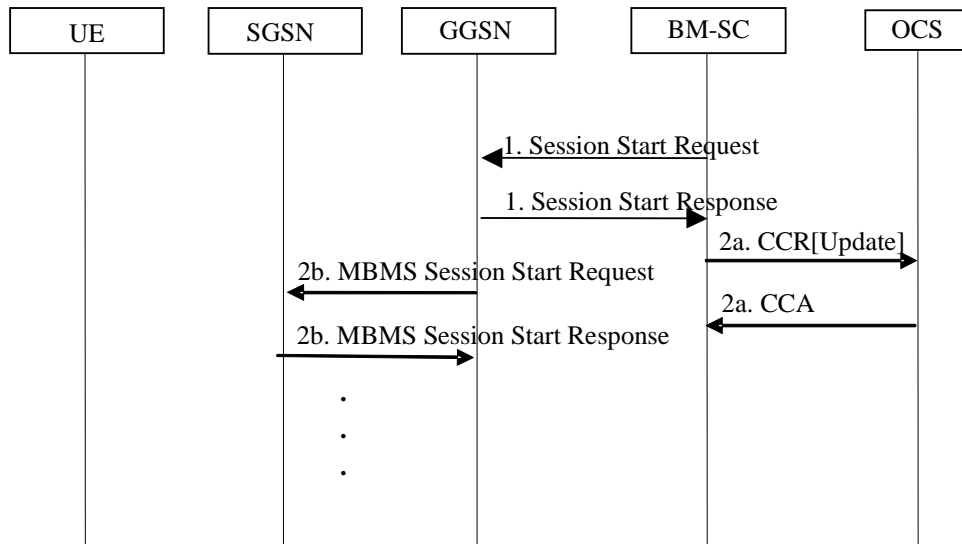 UE
SGSN
GGSN
BM-SC
OCS
1. Session Start Request
1. Session Start Response
2a. CCR[Update]
2b. MBMS Session Start Request
2a. CCA
2b. MBMS Session Start Response
.
.
.